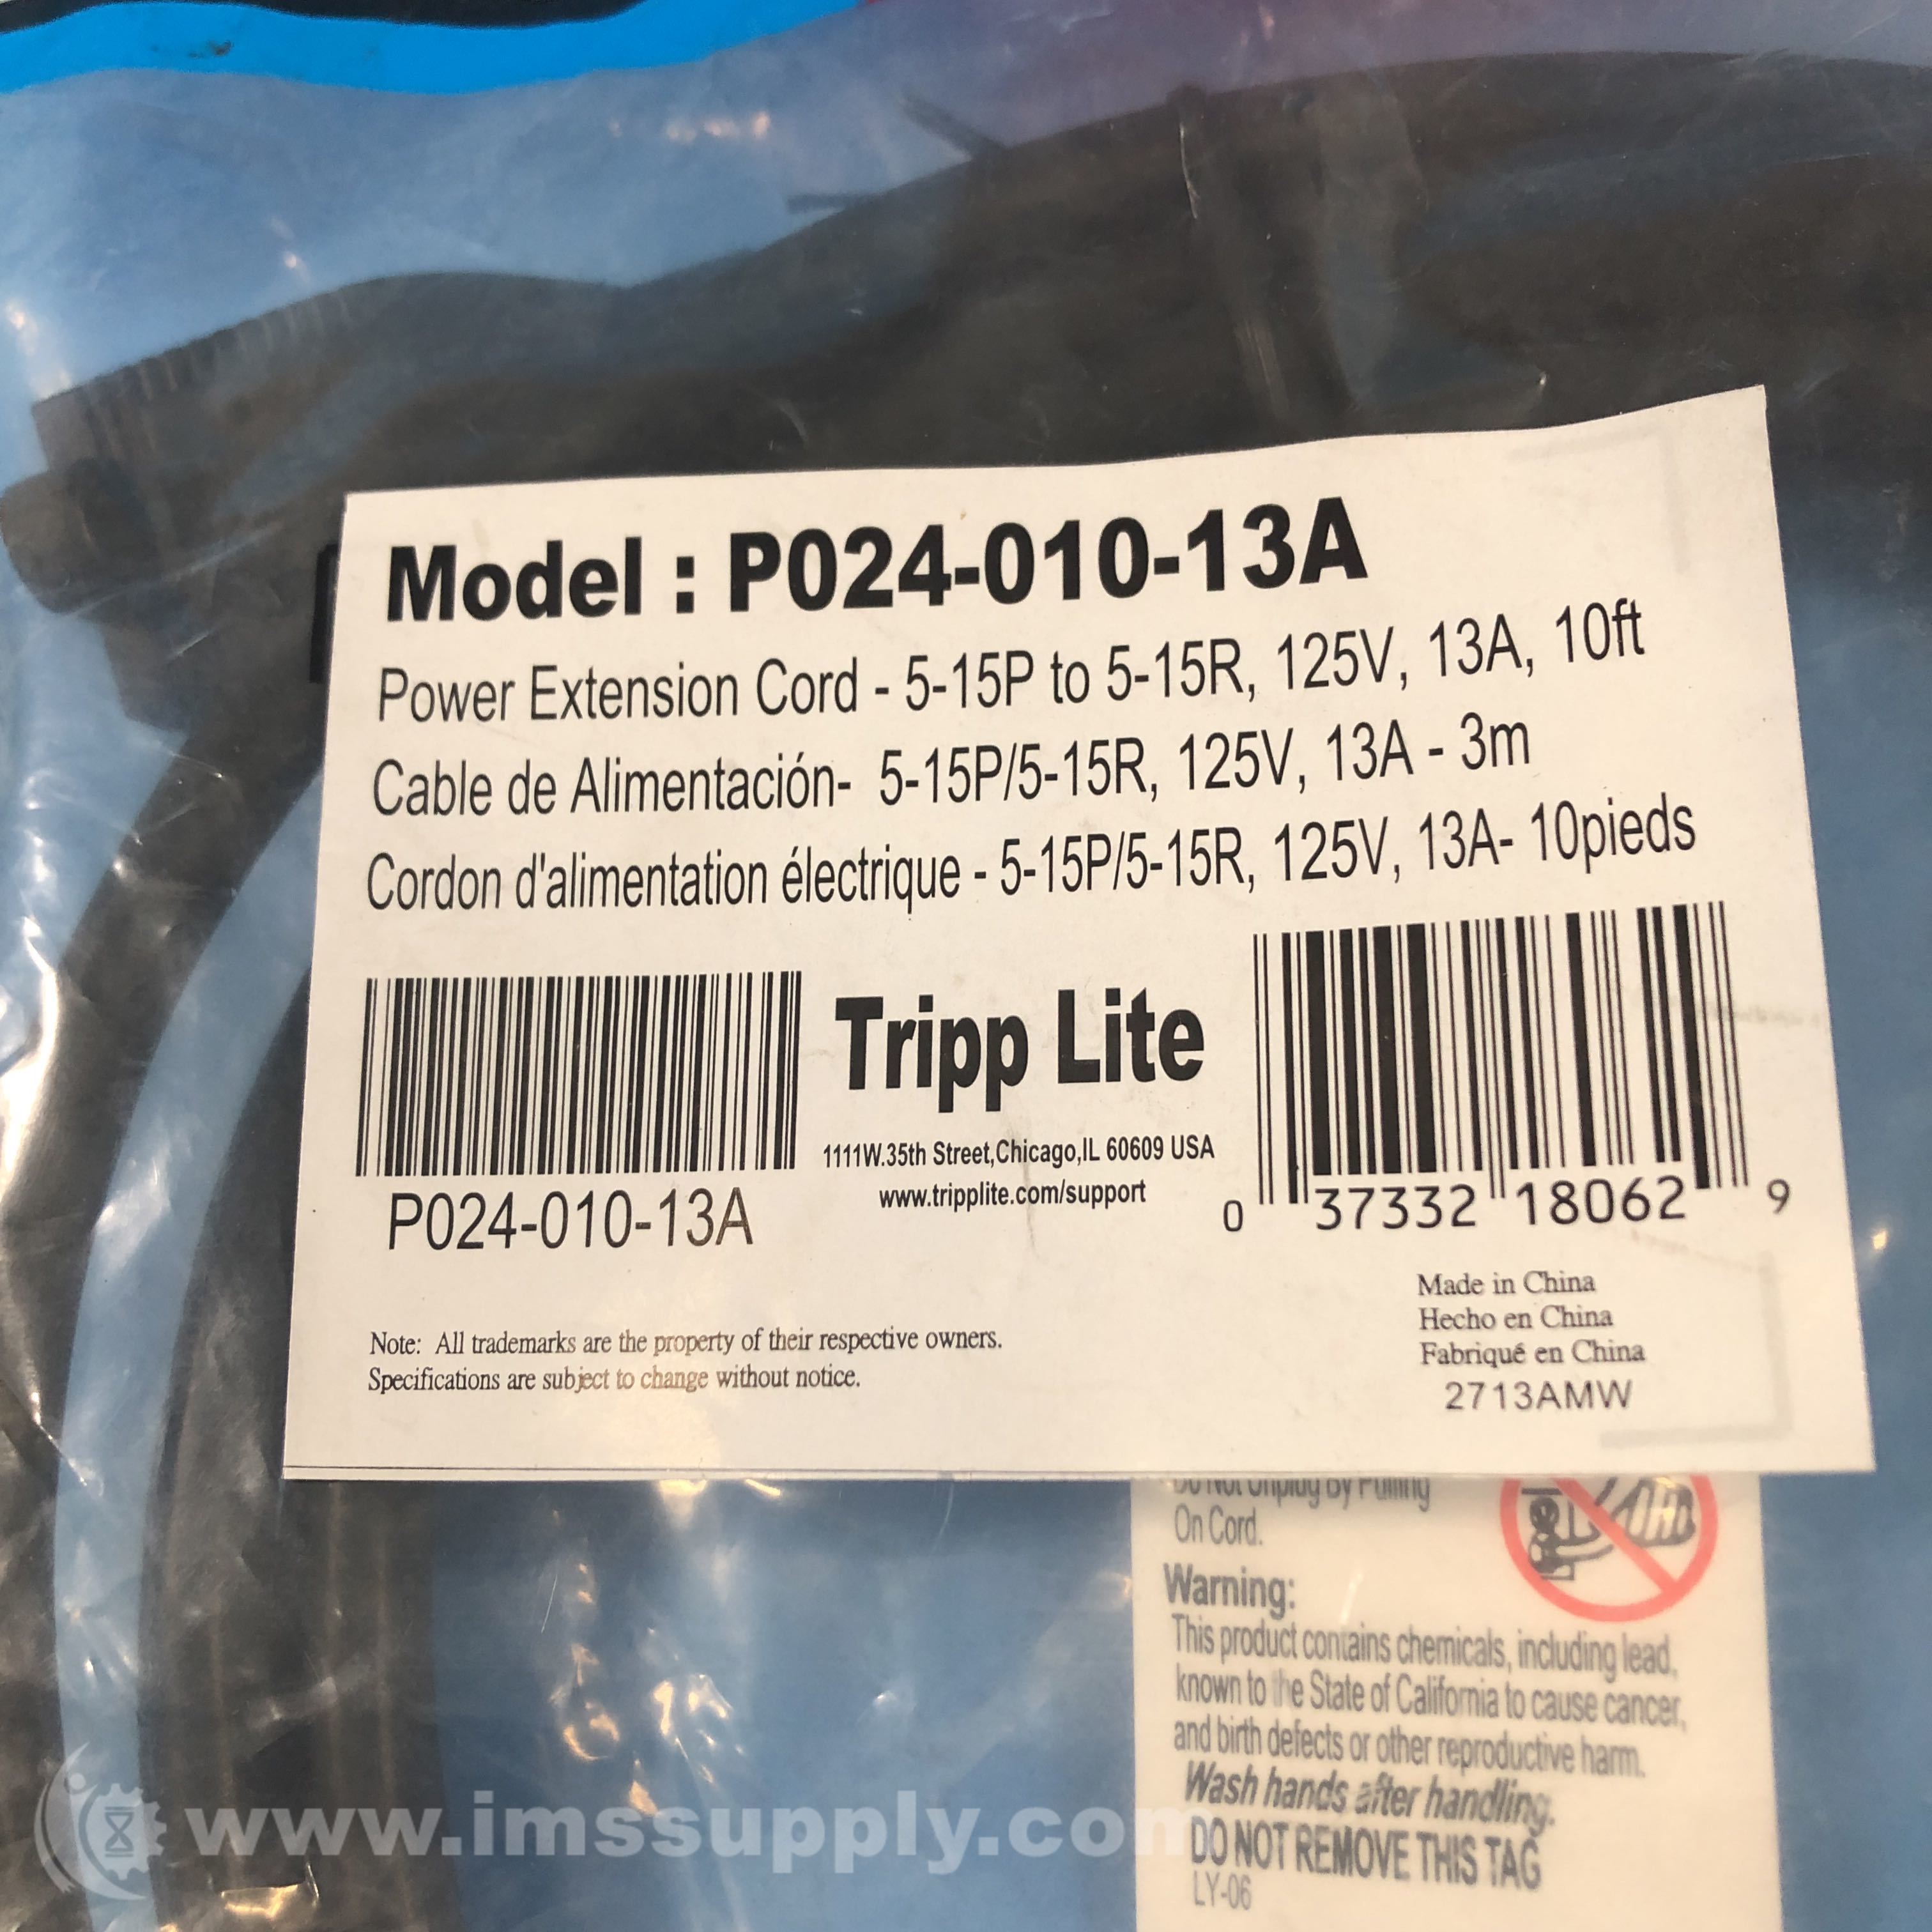 Model : P024-010-13A
Power Extension Cord - 5-15P to 5-15R, 125V, 13A, 10ft
Cable de Alimentación- 5-15P/5-15R, 125V, 13A - 3m
Cordon d'alimentation électrique - 5-15P/5-15R, 125V, 13A- 10pieds
P024-010-13A
Tripp Lite
1111W.35th Street,Chicago,IL 60609 USA
www.tripplite.com/support
0 37332 18062 9
Note: All trademarks are the property of their respective owners.
Specifications are subject to change without notice.
Made in China
Hecho en China
Fabriqué en China
2713AMW
Do Not Unplug By Pulling
On Cord.
Warning:
This product contains chemicals, including lead,
known to the State of California to cause cancer,
and birth defects or other reproductive harm.
Wash hands after handling.
DO NOT REMOVE THIS TAG
LY-06
www.imssupply.com